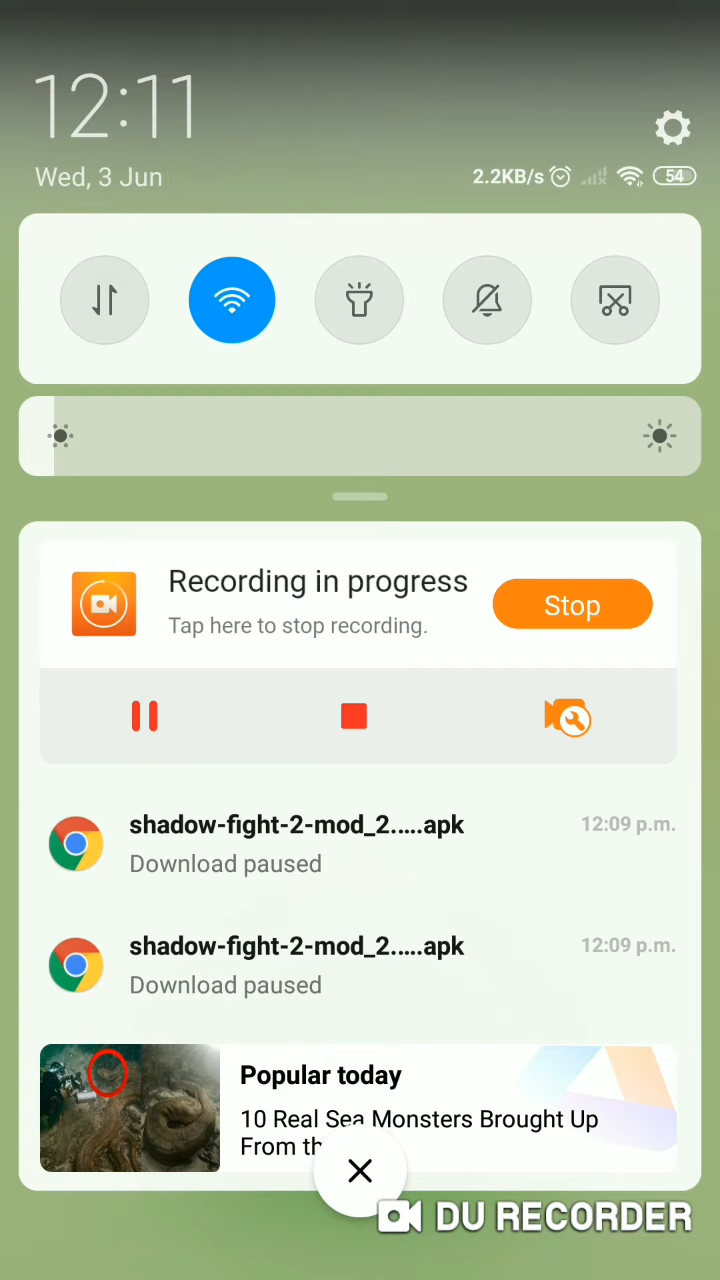 12:11
Wed, 3 Jun
2.2KB/s 54
Recording in progress
Tap here to stop recording.
Stop
shadow-fight-2-mod_2.....apk
12:09 p.m.
Download paused
shadow-fight-2-mod_2.....apk
12:09 p.m.
Download paused
Popular today
10 Real Sea Monsters Brought Up
From
DU RECORDER